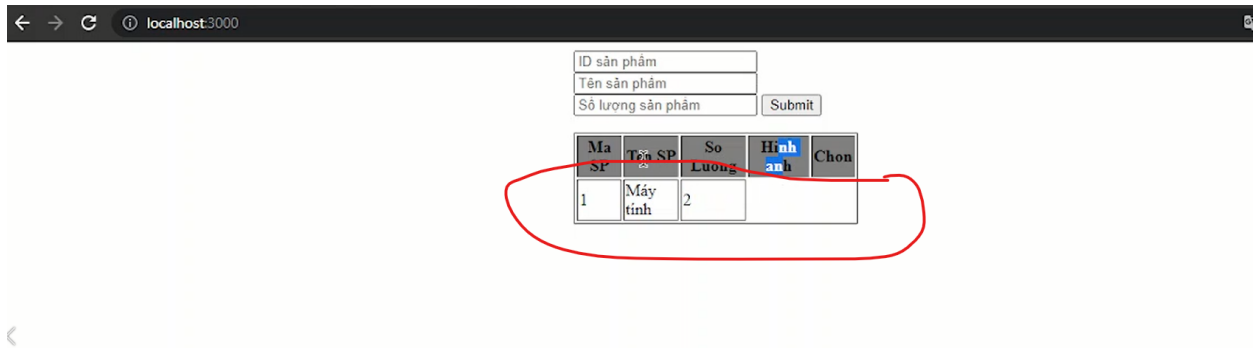 localhost:3000
ID sản phẩm
Tên sản phẩm
Số lượng sản phẩm Submit
Ma SP Ten SP So Luong Hinh anh Chon
1 Máy tính 2